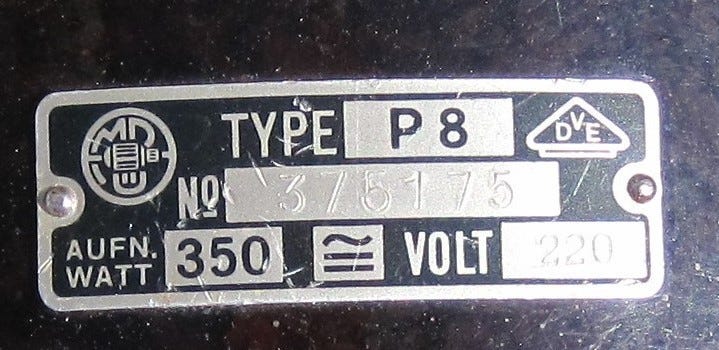 TYPE P 8
DVE
№ 375175
AUFN. WATT 350 ≅ VOLT 220